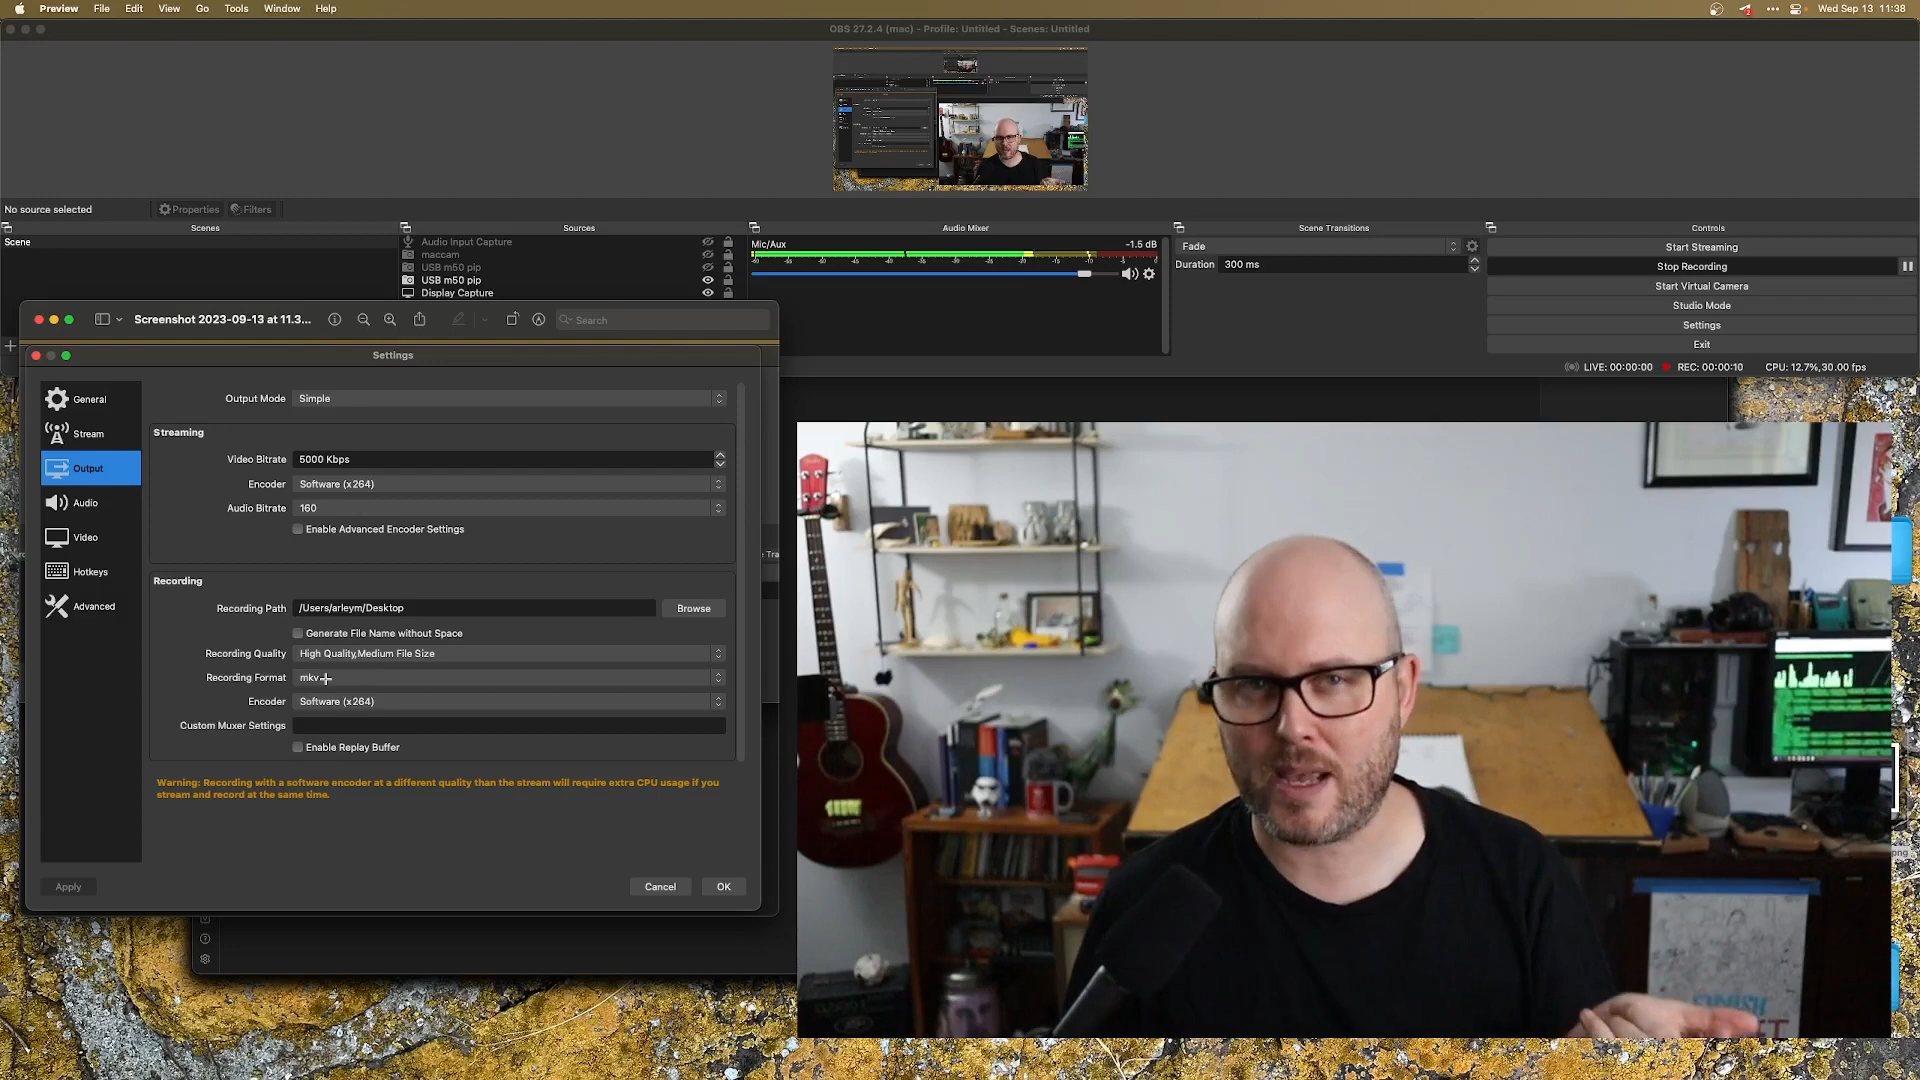 Preview File Edit View Go Tools Window Help
Wed Sep 13 11:38
OBS 27.2.4 (mac) - Profile: Untitled - Scenes: Untitled
No source selected
Properties
Filters
Scenes
Sources
Audio Mixer
Scene Transitions
Controls
Scene
Audio Input Capture
maccam
USB m50 pip
USB m50 pip
Display Capture
Mic/Aux
-1.5 dB
Fade
Duration 300 ms
Start Streaming
Stop Recording
Start Virtual Camera
Studio Mode
Settings
Exit
LIVE: 00:00:00 REC: 00:00:10 CPU: 12.7%,30.00 fps
Screenshot 2023-09-13 at 11.3...
Search
Settings
General
Stream
Output
Audio
Video
Hotkeys
Advanced
Output Mode Simple
Streaming
Video Bitrate 5000 Kbps
Encoder Software (x264)
Audio Bitrate 160
Enable Advanced Encoder Settings
Recording
Recording Path /Users/arleym/Desktop
Browse
Generate File Name without Space
Recording Quality High Quality,Medium File Size
Recording Format mkv
Encoder Software (x264)
Custom Muxer Settings
Enable Replay Buffer
Warning: Recording with a software encoder at a different quality than the stream will require extra CPU usage if you
stream and record at the same time.
Apply
Cancel
OK
png